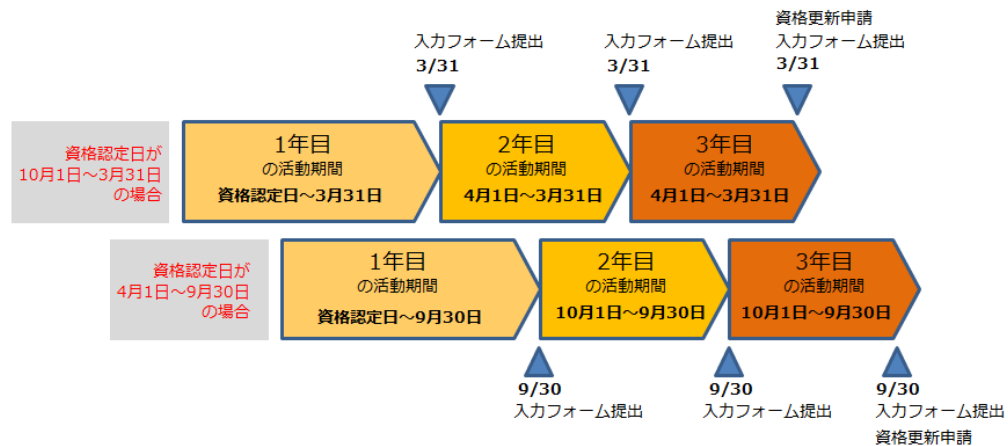 資格更新申請
入力フォーム提出
3/31
入力フォーム提出
3/31
入力フォーム提出
3/31
資格認定日が
10月1日～3月31日
の場合
1年目
の活動期間
資格認定日～3月31日
2年目
の活動期間
4月1日～3月31日
3年目
の活動期間
4月1日～3月31日
資格認定日が
4月1日～9月30日
の場合
1年目
の活動期間
資格認定日～9月30日
2年目
の活動期間
10月1日～9月30日
3年目
の活動期間
10月1日～9月30日
9/30
入力フォーム提出
9/30
入力フォーム提出
9/30
入力フォーム提出
資格更新申請